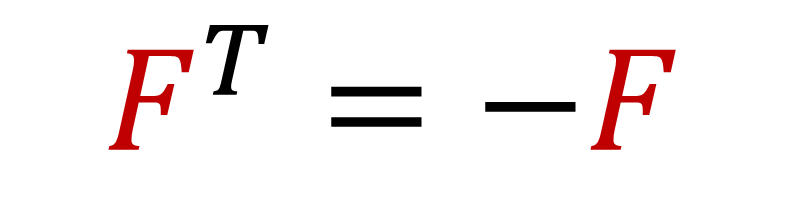 F^T = −F